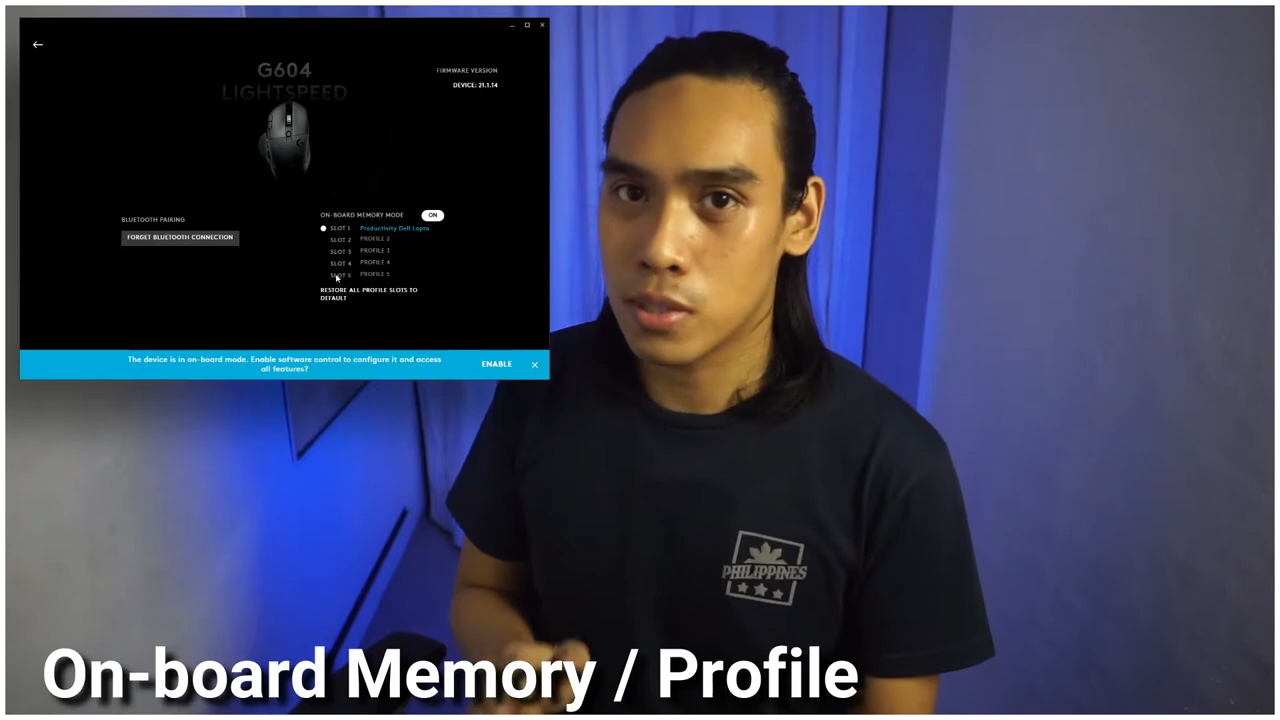 G604
LIGHTSPEED
FIRMWARE VERSION
DEVICE: 21.1.14
BLUETOOTH PAIRING
FORGET BLUETOOTH CONNECTION
ON-BOARD MEMORY MODE ON
SLOT 1 Productivity Dell Lapto
SLOT 2 PROFILE 2
SLOT 3 PROFILE 3
SLOT 4 PROFILE 4
SLOT 5 PROFILE 5
RESTORE ALL PROFILE SLOTS TO
DEFAULT
The device is in on-board mode. Enable software control to configure it and access
all features?
ENABLE
PHILIPPINES
On-board Memory / Profile